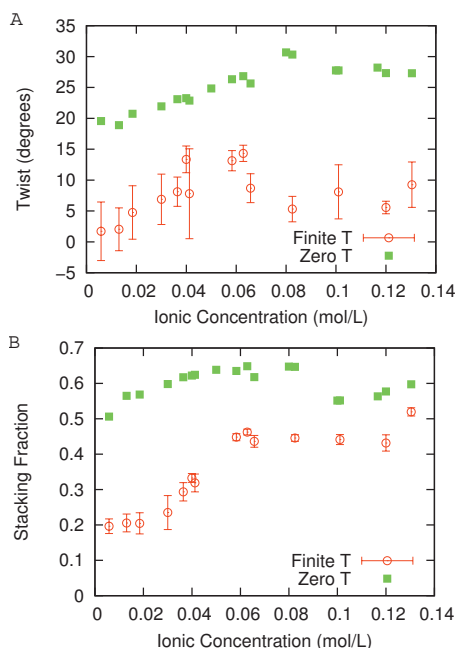 A
35
30
25
20
15
10
5
0
−5
Twist (degrees)
Finite T
Zero T
0 0.02 0.04 0.06 0.08 0.1 0.12 0.14
Ionic Concentration (mol/L)
B
0.7
0.6
0.5
0.4
0.3
0.2
0.1
0
Stacking Fraction
Finite T
Zero T
0 0.02 0.04 0.06 0.08 0.1 0.12 0.14
Ionic Concentration (mol/L)